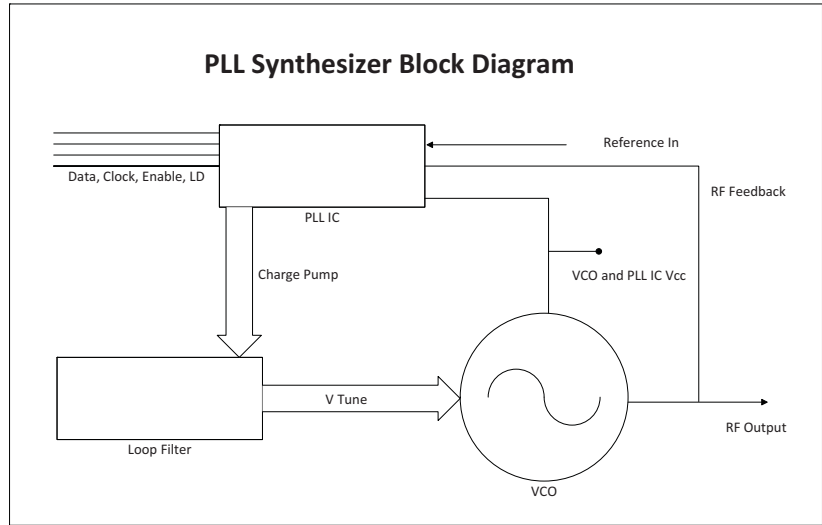 PLL Synthesizer Block Diagram
Reference In
Data, Clock, Enable, LD
RF Feedback
PLL IC
Charge Pump
VCO and PLL IC Vcc
V Tune
RF Output
Loop Filter
VCO